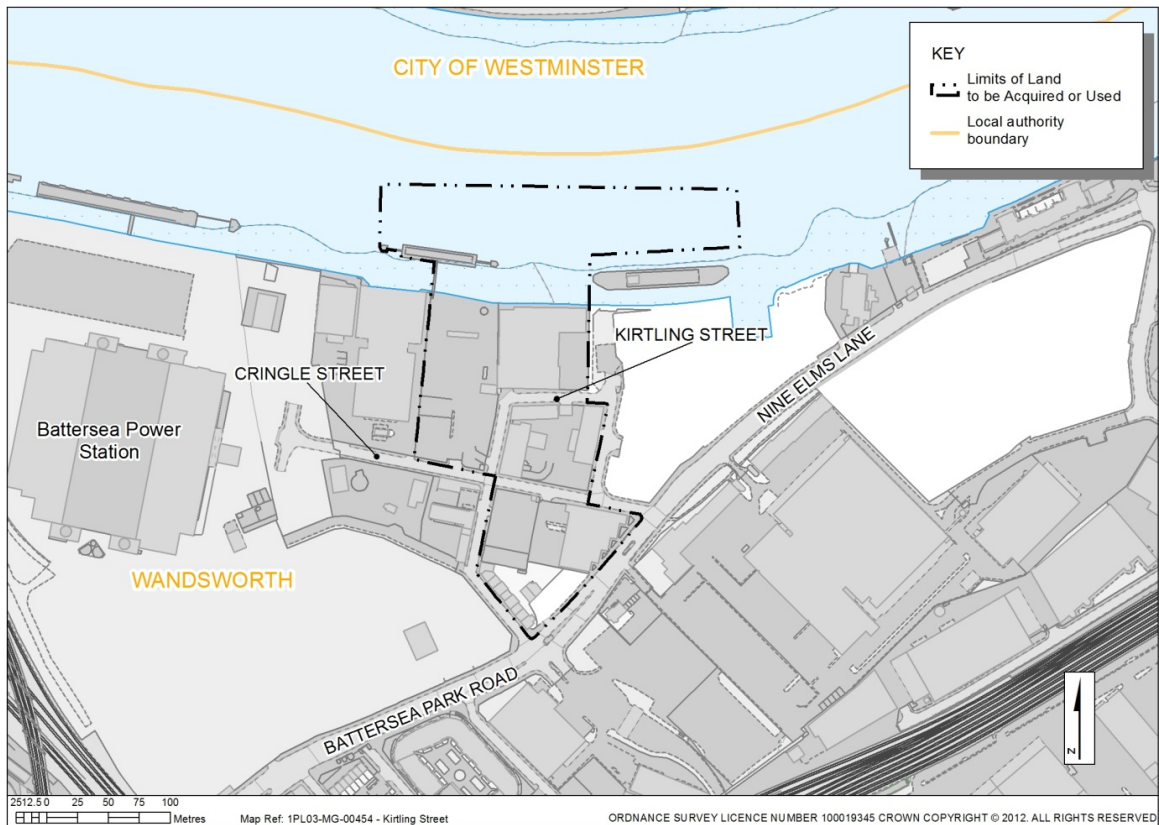 CITY OF WESTMINSTER
KEY
Limits of Land
to be Acquired or Used
Local authority
boundary
KIRTLING STREET
CRINGLE STREET
NINE ELMS LANE
Battersea Power
Station
WANDSWORTH
BATTERSEA PARK ROAD
N
2512.5 0 25 50 75 100
Metres
Map Ref: 1PL03-MG-00454 - Kirtling Street
ORDNANCE SURVEY LICENCE NUMBER 100019345 CROWN COPYRIGHT © 2012. ALL RIGHTS RESERVED